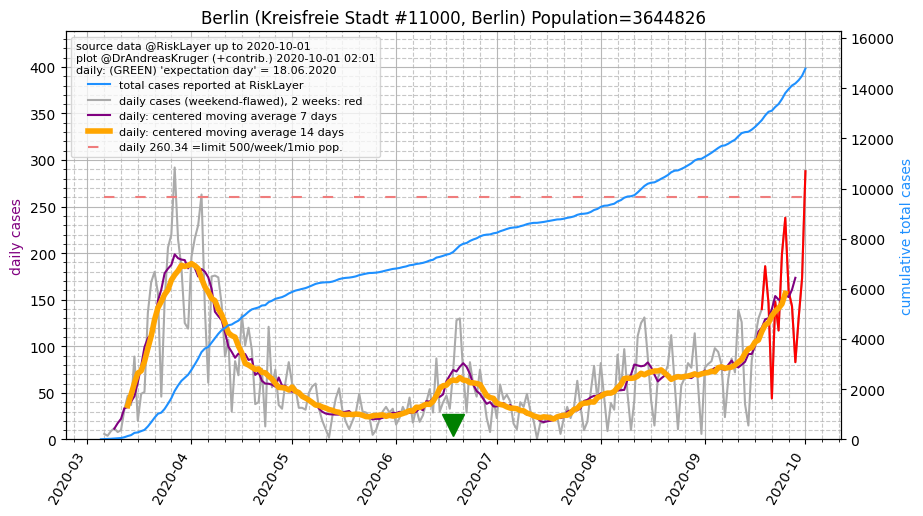 Berlin (Kreisfreie Stadt #11000, Berlin) Population=3644826
source data @RiskLayer up to 2020-10-01
plot @DrAndreasKruger (+contrib.) 2020-10-01 02:01
daily: (GREEN) 'expectation day' = 18.06.2020
total cases reported at RiskLayer
daily cases (weekend-flawed), 2 weeks: red
daily: centered moving average 7 days
daily: centered moving average 14 days
daily 260.34 =limit 500/week/1mio pop.
daily cases
400
350
300
250
200
150
100
50
0
16000
14000
12000
10000
8000
6000
4000
2000
0
cumulative total cases
2020-03
2020-04
2020-05
2020-06
2020-07
2020-08
2020-09
2020-10